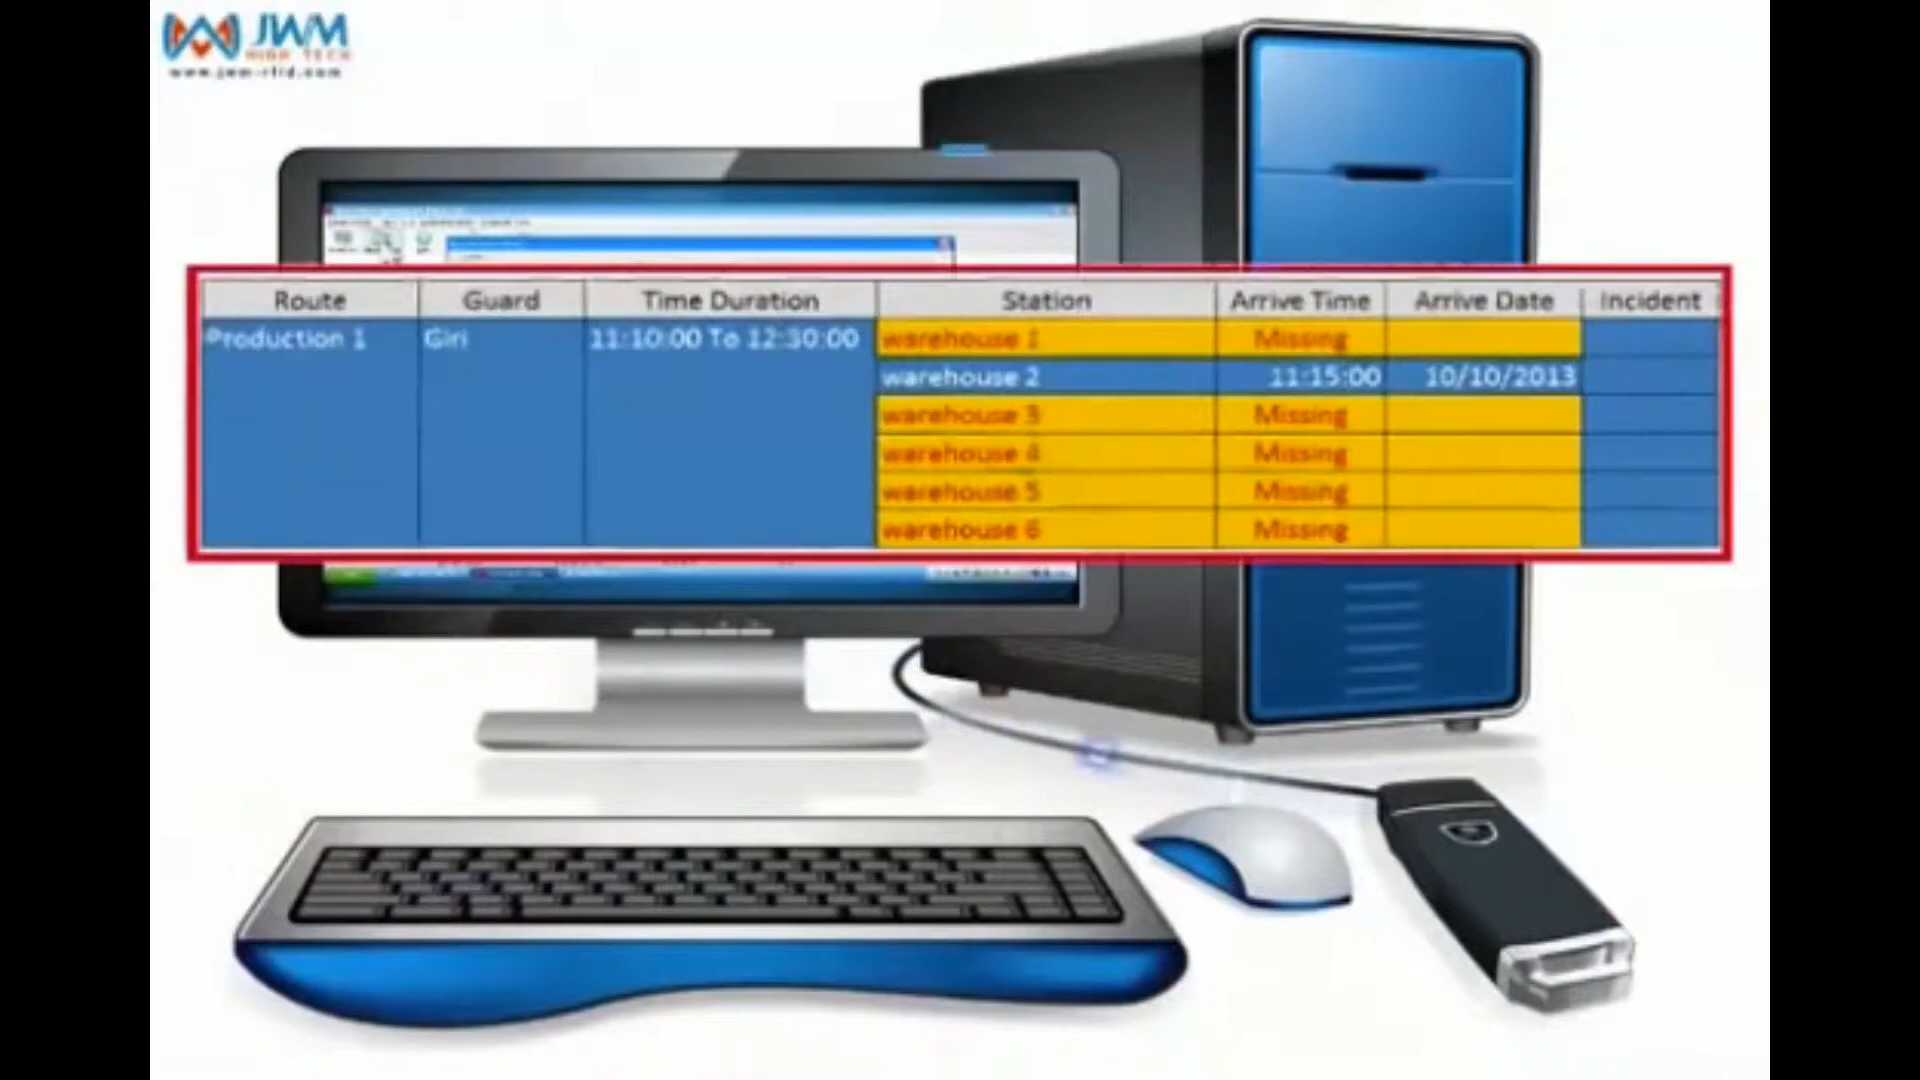 JWM
HIGH TECH
www.jwm-rfid.com
Route Guard Time Duration Station Arrive Time Arrive Date Incident
Production 1 Giri 11:10:00 To 12:30:00 warehouse 1 Missing
warehouse 2 11:15:00 10/10/2013
warehouse 3 Missing
warehouse 4 Missing
warehouse 5 Missing
warehouse 6 Missing